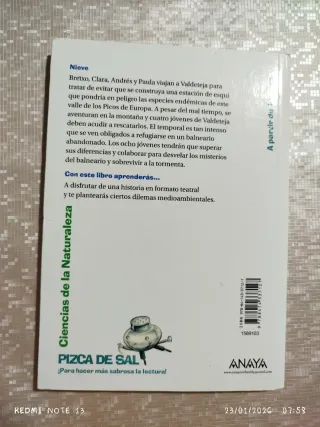 Nieve
Bortxo, Clara, Andrés y Paula viajan a Valdeteja para
tratar de evitar que se construya una estación de esquí
que pondría en peligro las especies endémicas de este
valle de los Picos de Europa. A pesar del mal tiempo, se
aventuran en la montaña y cuatro jóvenes de Valdeteja
deben acudir a rescatarlos. El temporal es tan intenso
que se ven obligados a refugiarse en un balneario
abandonado. Los ocho jóvenes tendrán que superar
sus diferencias y colaborar para desvelar los misterios
del balneario y sobrevivir a la tormenta.
Con este libro aprenderás...
A disfrutar de una historia en formato teatral
y te plantearás ciertos dilemas medioambientales.
A partir de
Ciencias de la Naturaleza
PIZCA DE SAL
¡Para hacer más sabrosa la lectura!
1589163
ANAYA
REDMI NOTE 13
23/01/2026 07:58